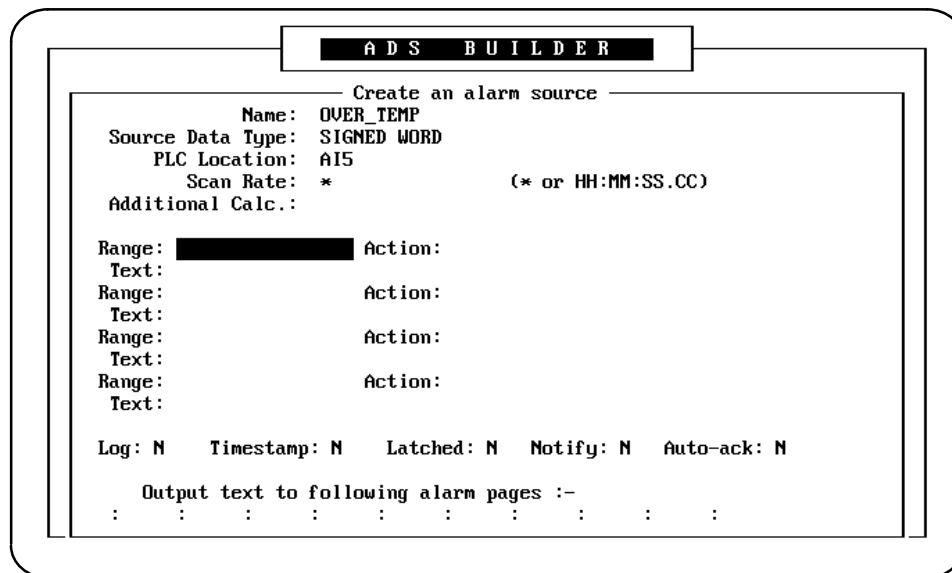 ADS BUILDER
Create an alarm source
Name: OVER_TEMP
Source Data Type: SIGNED WORD
PLC Location: AI5
Scan Rate: * (* or HH:MM:SS.CC)
Additional Calc.:
Range: Action:
Text:
Range: Action:
Text:
Range: Action:
Text:
Range: Action:
Text:
Log: N Timestamp: N Latched: N Notify: N Auto-ack: N
Output text to following alarm pages :-
: : : : : : : : : :